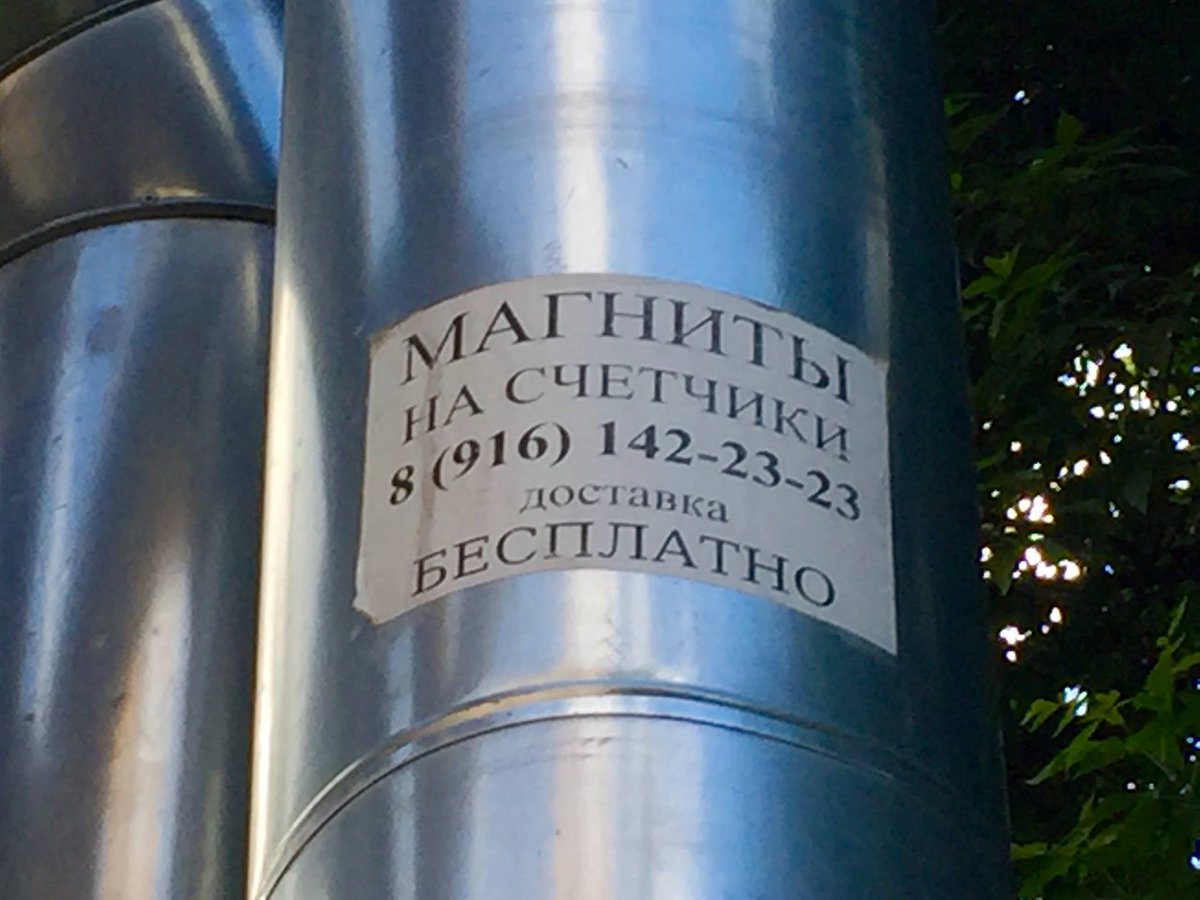 МАГНИТЫ
НА СЧЕТЧИКИ
8 (916) 142-23-23
доставка
БЕСПЛАТНО